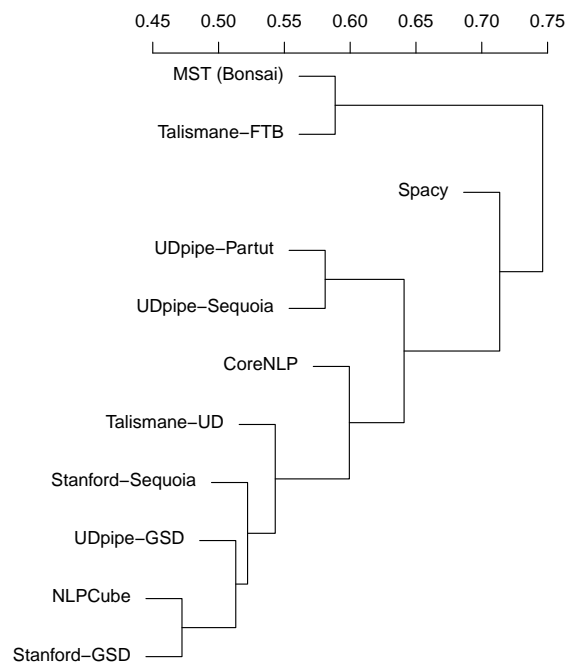 0.45 0.50 0.55 0.60 0.65 0.70 0.75
MST (Bonsai)
Talismane−FTB
Spacy
UDpipe−Partut
UDpipe−Sequoia
CoreNLP
Talismane−UD
Stanford−Sequoia
UDpipe−GSD
NLPCube
Stanford−GSD